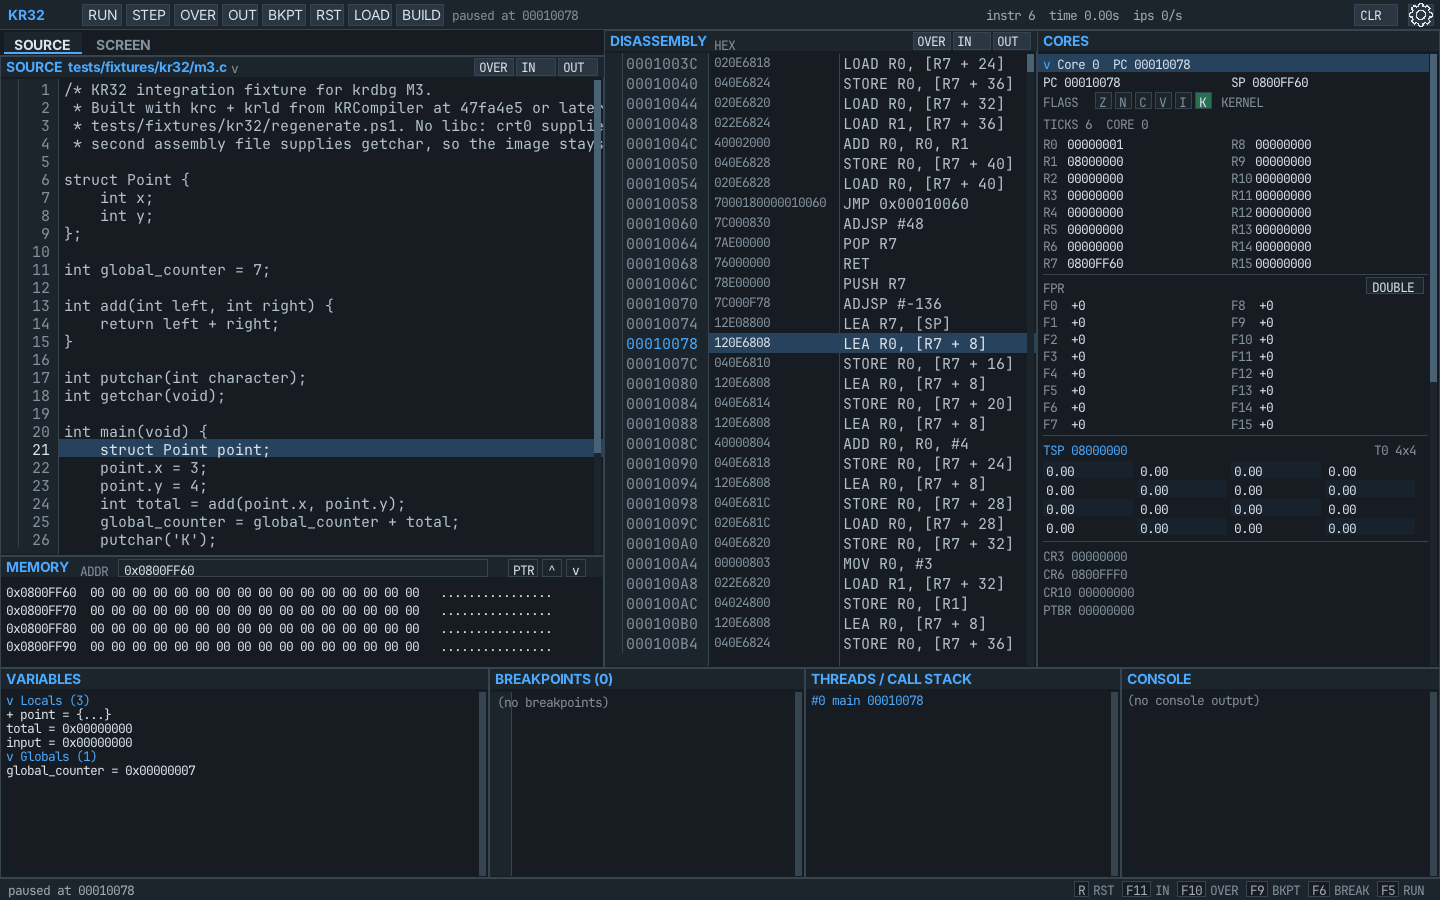 KR32 RUN STEP OVER OUT BKPT RST LOAD BUILD paused at 00010078 instr 6 time 0.00s ips 0/s CLR
SOURCE SCREEN
SOURCE tests/fixtures/kr32/m3.c v OVER IN OUT
1 /* KR32 integration fixture for krdbg M3.
2 * Built with krc + krld from KRCompiler at 47fa4e5 or later
3 * tests/fixtures/kr32/regenerate.ps1. No libc: crt0 supplie
4 * second assembly file supplies getchar, so the image stays
5
6 struct Point {
7 int x;
8 int y;
9 };
10
11 int global_counter = 7;
12
13 int add(int left, int right) {
14 return left + right;
15 }
16
17 int putchar(int character);
18 int getchar(void);
19
20 int main(void) {
21 struct Point point;
22 point.x = 3;
23 point.y = 4;
24 int total = add(point.x, point.y);
25 global_counter = global_counter + total;
26 putchar('K');
MEMORY ADDR 0x0800FF60 PTR ^ v
0x0800FF60 00 00 00 00 00 00 00 00 00 00 00 00 00 00 00 00 ................
0x0800FF70 00 00 00 00 00 00 00 00 00 00 00 00 00 00 00 00 ................
0x0800FF80 00 00 00 00 00 00 00 00 00 00 00 00 00 00 00 00 ................
0x0800FF90 00 00 00 00 00 00 00 00 00 00 00 00 00 00 00 00 ................
DISASSEMBLY HEX OVER IN OUT
0001003C 020E6818 LOAD R0, [R7 + 24]
00010040 040E6824 STORE R0, [R7 + 36]
00010044 020E6820 LOAD R0, [R7 + 32]
00010048 022E6824 LOAD R1, [R7 + 36]
0001004C 40002000 ADD R0, R0, R1
00010050 040E6828 STORE R0, [R7 + 40]
00010054 020E6828 LOAD R0, [R7 + 40]
00010058 7000180000010060 JMP 0x00010060
00010060 7C000830 ADJSP #48
00010064 7AE00000 POP R7
00010068 76000000 RET
0001006C 78E00000 PUSH R7
00010070 7C000F78 ADJSP #-136
00010074 12E08800 LEA R7, [SP]
00010078 120E6808 LEA R0, [R7 + 8]
0001007C 040E6810 STORE R0, [R7 + 16]
00010080 120E6808 LEA R0, [R7 + 8]
00010084 040E6814 STORE R0, [R7 + 20]
00010088 120E6808 LEA R0, [R7 + 8]
0001008C 40000804 ADD R0, R0, #4
00010090 040E6818 STORE R0, [R7 + 24]
00010094 120E6808 LEA R0, [R7 + 8]
00010098 040E681C STORE R0, [R7 + 28]
0001009C 020E681C LOAD R0, [R7 + 28]
000100A0 040E6820 STORE R0, [R7 + 32]
000100A4 00000803 MOV R0, #3
000100A8 022E6820 LOAD R1, [R7 + 32]
000100AC 04024800 STORE R0, [R1]
000100B0 120E6808 LEA R0, [R7 + 8]
000100B4 040E6824 STORE R0, [R7 + 36]
CORES
v Core 0 PC 00010078
PC 00010078 SP 0800FF60
FLAGS Z N C V I K KERNEL
TICKS 6 CORE 0
R0 00000001 R8 00000000
R1 08000000 R9 00000000
R2 00000000 R10 00000000
R3 00000000 R11 00000000
R4 00000000 R12 00000000
R5 00000000 R13 00000000
R6 00000000 R14 00000000
R7 0800FF60 R15 00000000
FPR DOUBLE
F0 +0 F8 +0
F1 +0 F9 +0
F2 +0 F10 +0
F3 +0 F11 +0
F4 +0 F12 +0
F5 +0 F13 +0
F6 +0 F14 +0
F7 +0 F15 +0
TSP 08000000 T0 4x4
0.00 0.00 0.00 0.00
0.00 0.00 0.00 0.00
0.00 0.00 0.00 0.00
0.00 0.00 0.00 0.00
CR3 00000000
CR6 0800FFF0
CR10 00000000
PTBR 00000000
VARIABLES
v Locals (3)
+ point = {...}
total = 0x00000000
input = 0x00000000
v Globals (1)
global_counter = 0x00000007
BREAKPOINTS (0)
(no breakpoints)
THREADS / CALL STACK
#0 main 00010078
CONSOLE
(no console output)
paused at 00010078 R RST F11 IN F10 OVER F9 BKPT F6 BREAK F5 RUN